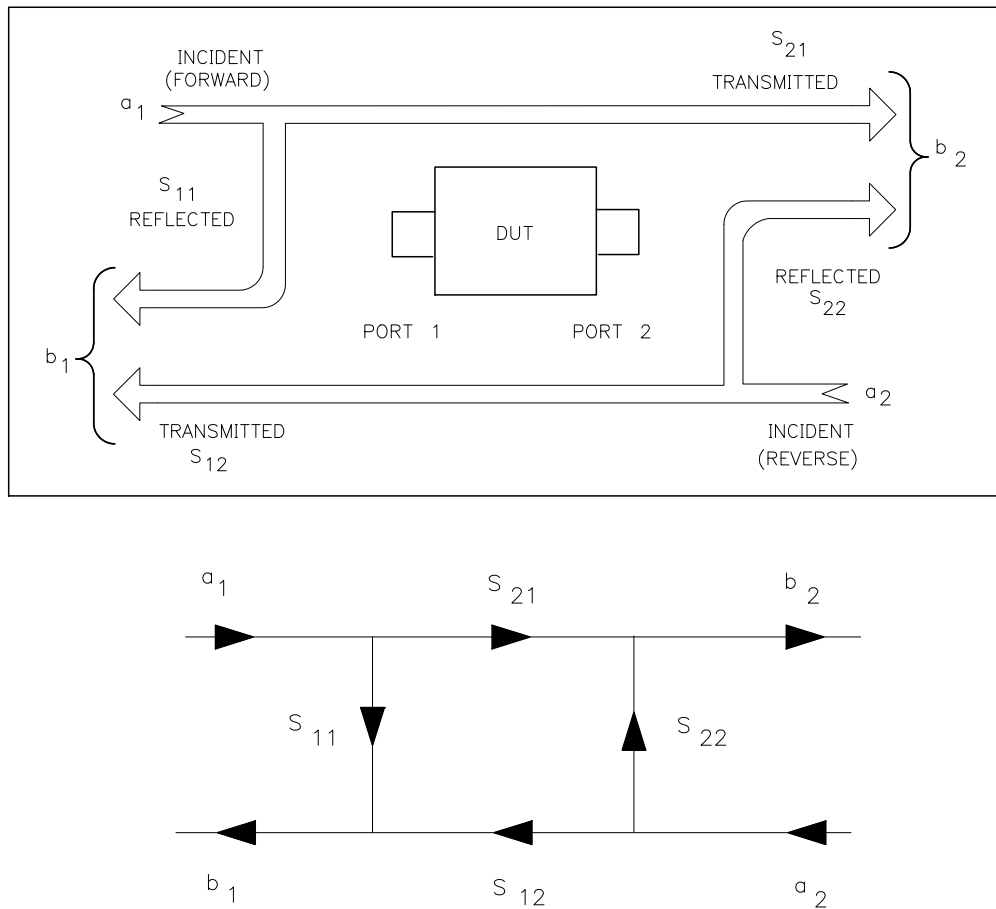 S21
INCIDENT
(FORWARD)
TRANSMITTED
a1
b2
S11
REFLECTED
DUT
REFLECTED
S22
PORT 1
PORT 2
b1
a2
TRANSMITTED
S12
INCIDENT
(REVERSE)
a1
S21
b2
S11
S22
b1
S12
a2